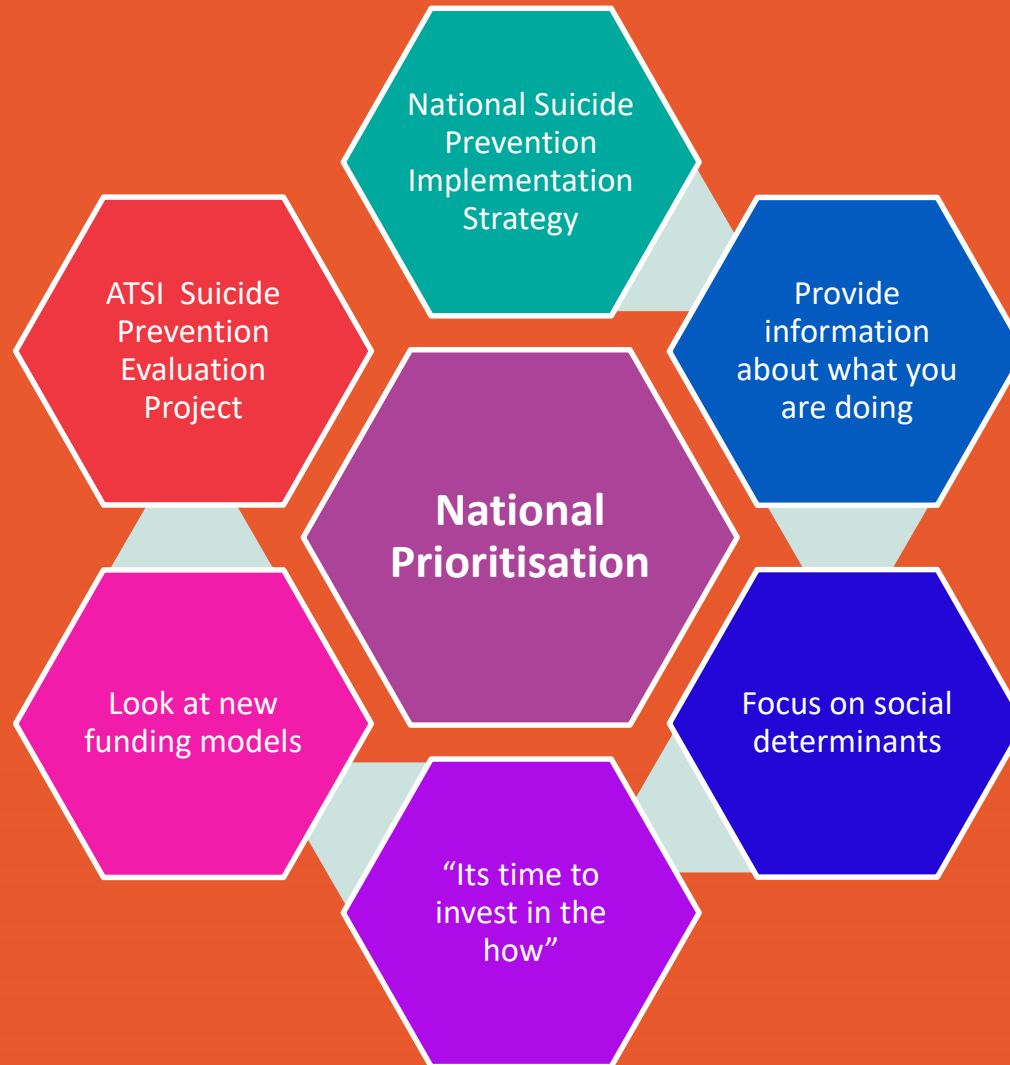 National Suicide
Prevention
Implementation
Strategy
Provide
information
about what you
are doing
Focus on social
determinants
“Its time to
invest in the
how”
Look at new
funding models
ATSI  Suicide
Prevention
Evaluation
Project
National
Prioritisation